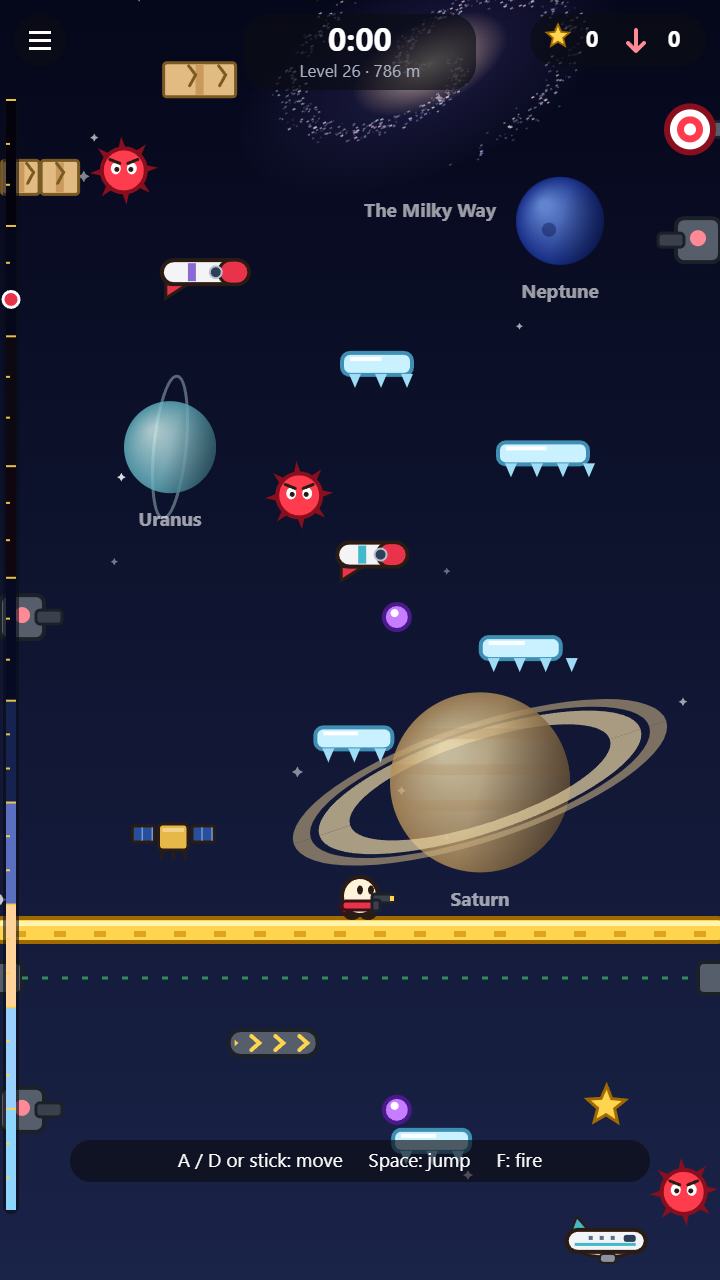 0:00
Level 26 · 786 m
0
0
The Milky Way
Neptune
Uranus
Saturn
A / D or stick: move Space: jump F: fire